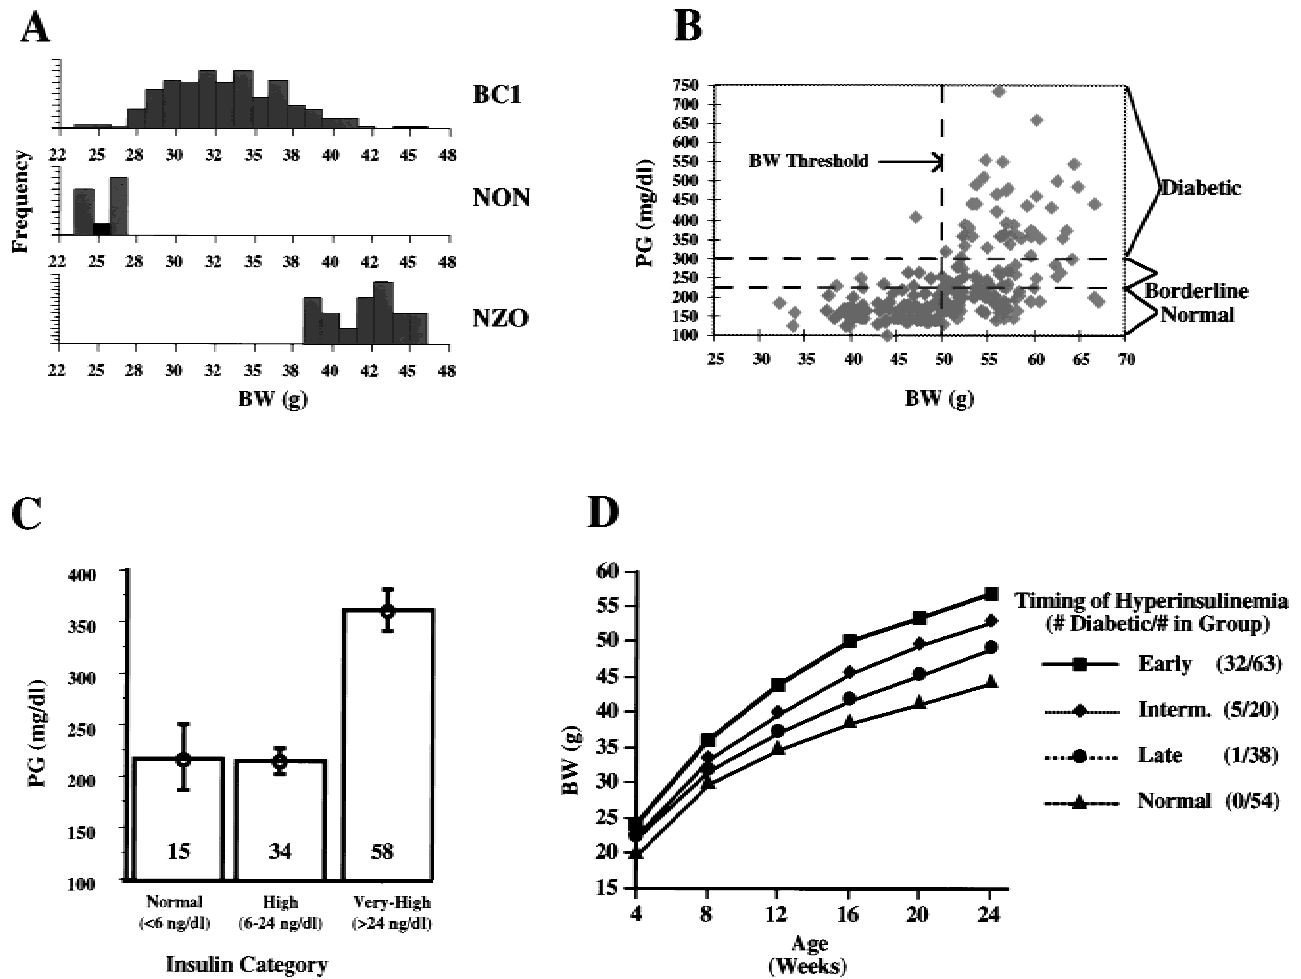 A
BC1
22 25 28 30 32 35 38 40 42 45 48
NON
22 25 28 30 32 35 38 40 42 45 48
NZO
22 25 28 30 32 35 38 40 42 45 48
Frequency
BW (g)
B
750
700
650
600
550
500
450
400
350
300
250
200
150
100
PG (mg/dl)
BW Threshold
Diabetic
Borderline
Normal
25 30 35 40 45 50 55 60 65 70
BW (g)
C
400
350
300
250
200
150
100
PG (mg/dl)
15 34 58
Normal High Very-High
(<6 ng/dl) (6-24 ng/dl) (>24 ng/dl)
Insulin Category
D
60
55
50
45
40
35
30
25
20
15
BW (g)
4 8 12 16 20 24
Age
(Weeks)
Timing of Hyperinsulinemia
(# Diabetic/# in Group)
Early (32/63)
Interm. (5/20)
Late (1/38)
Normal (0/54)